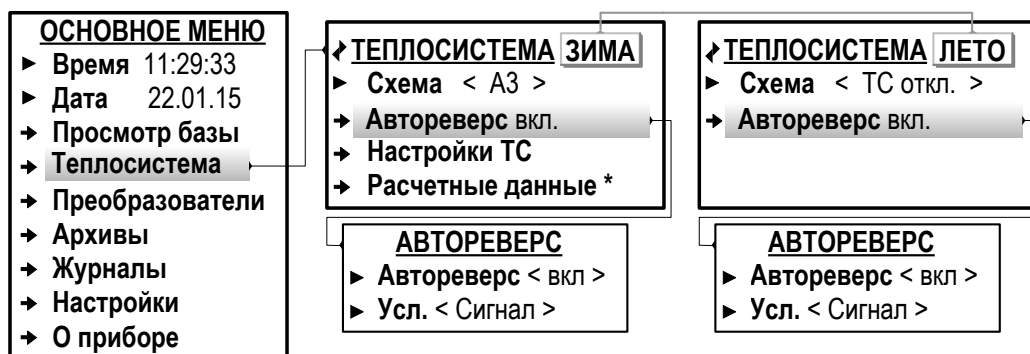 ОСНОВНОЕ МЕНЮ
Время 11:29:33
Дата 22.01.15
Просмотр базы
Теплосистема
Преобразователи
Архивы
Журналы
Настройки
О приборе
ТЕПЛОСИСТЕМА ЗИМА
Схема < А3 >
Автореверс вкл.
Настройки ТС
Расчетные данные *
АВТОРЕВЕРС
Автореверс < вкл >
Усл. < Сигнал >
ТЕПЛОСИСТЕМА ЛЕТО
Схема < ТС откл. >
Автореверс вкл.
АВТОРЕВЕРС
Автореверс < вкл >
Усл. < Сигнал >